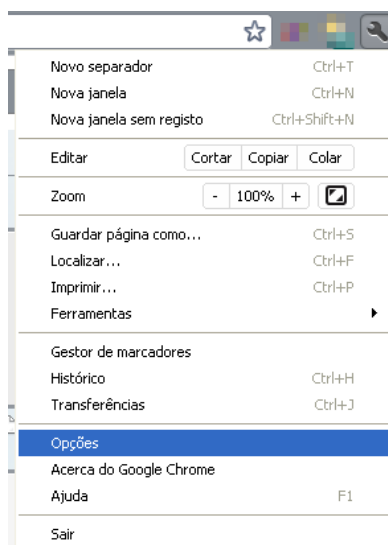 Novo separador Ctrl+T
Nova janela Ctrl+N
Nova janela sem registo Ctrl+Shift+N
Editar Cortar Copiar Colar
Zoom - 100% +
Guardar página como... Ctrl+S
Localizar... Ctrl+F
Imprimir... Ctrl+P
Ferramentas
Gestor de marcadores
Histórico Ctrl+H
Transferências Ctrl+J
Opções
Acerca do Google Chrome
Ajuda F1
Sair